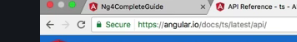 Ng4CompleteGuide
API Reference - ts - A
Secure
https://angular.io/docs/ts/latest/api/